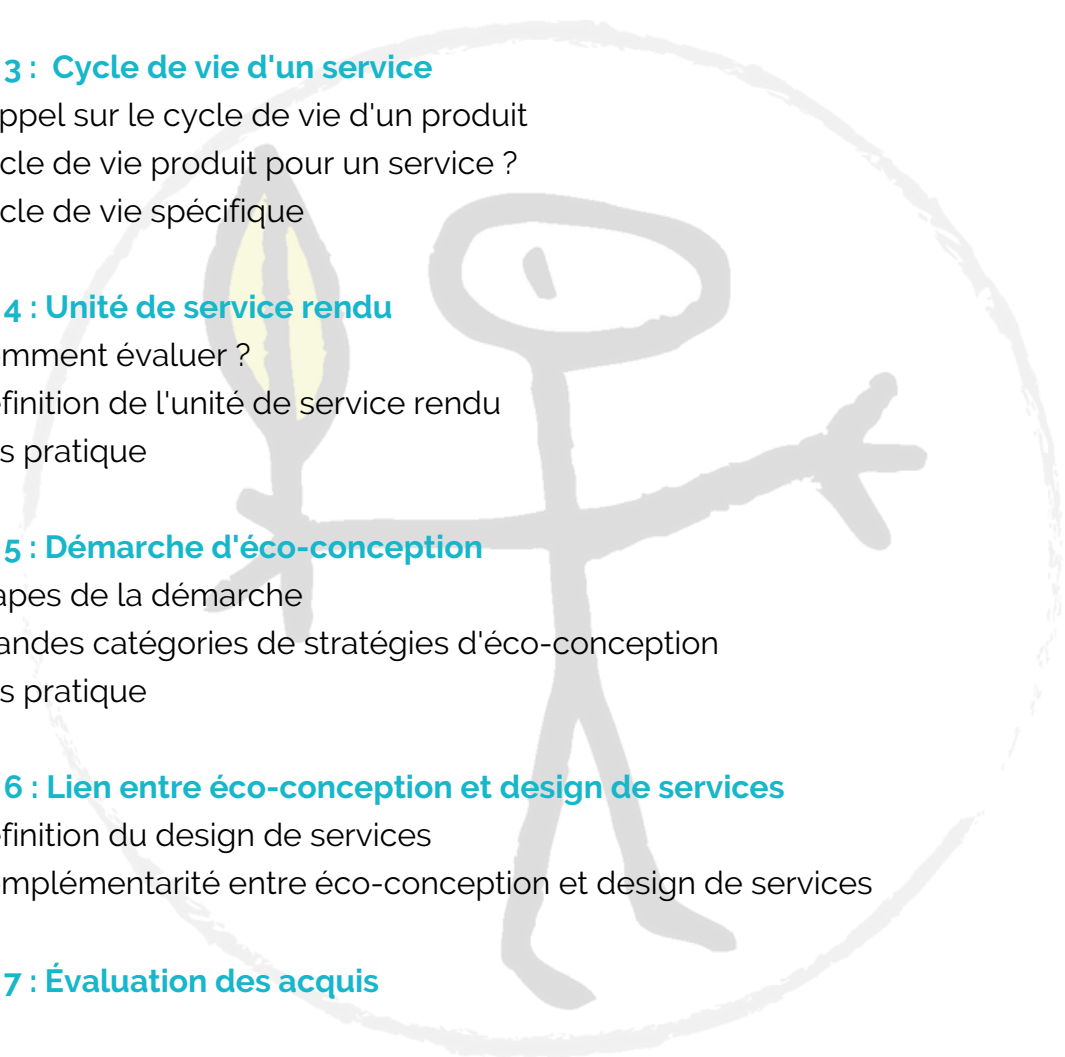 3 : Cycle de vie d'un service
ppel sur le cycle de vie d'un produit
cle de vie produit pour un service ?
cle de vie spécifique
4 : Unité de service rendu
mment évaluer ?
finition de l'unité de service rendu
s pratique
5 : Démarche d'éco-conception
apes de la démarche
andes catégories de stratégies d'éco-conception
s pratique
6 : Lien entre éco-conception et design de services
finition du design de services
mplémentarité entre éco-conception et design de services
7 : Évaluation des acquis